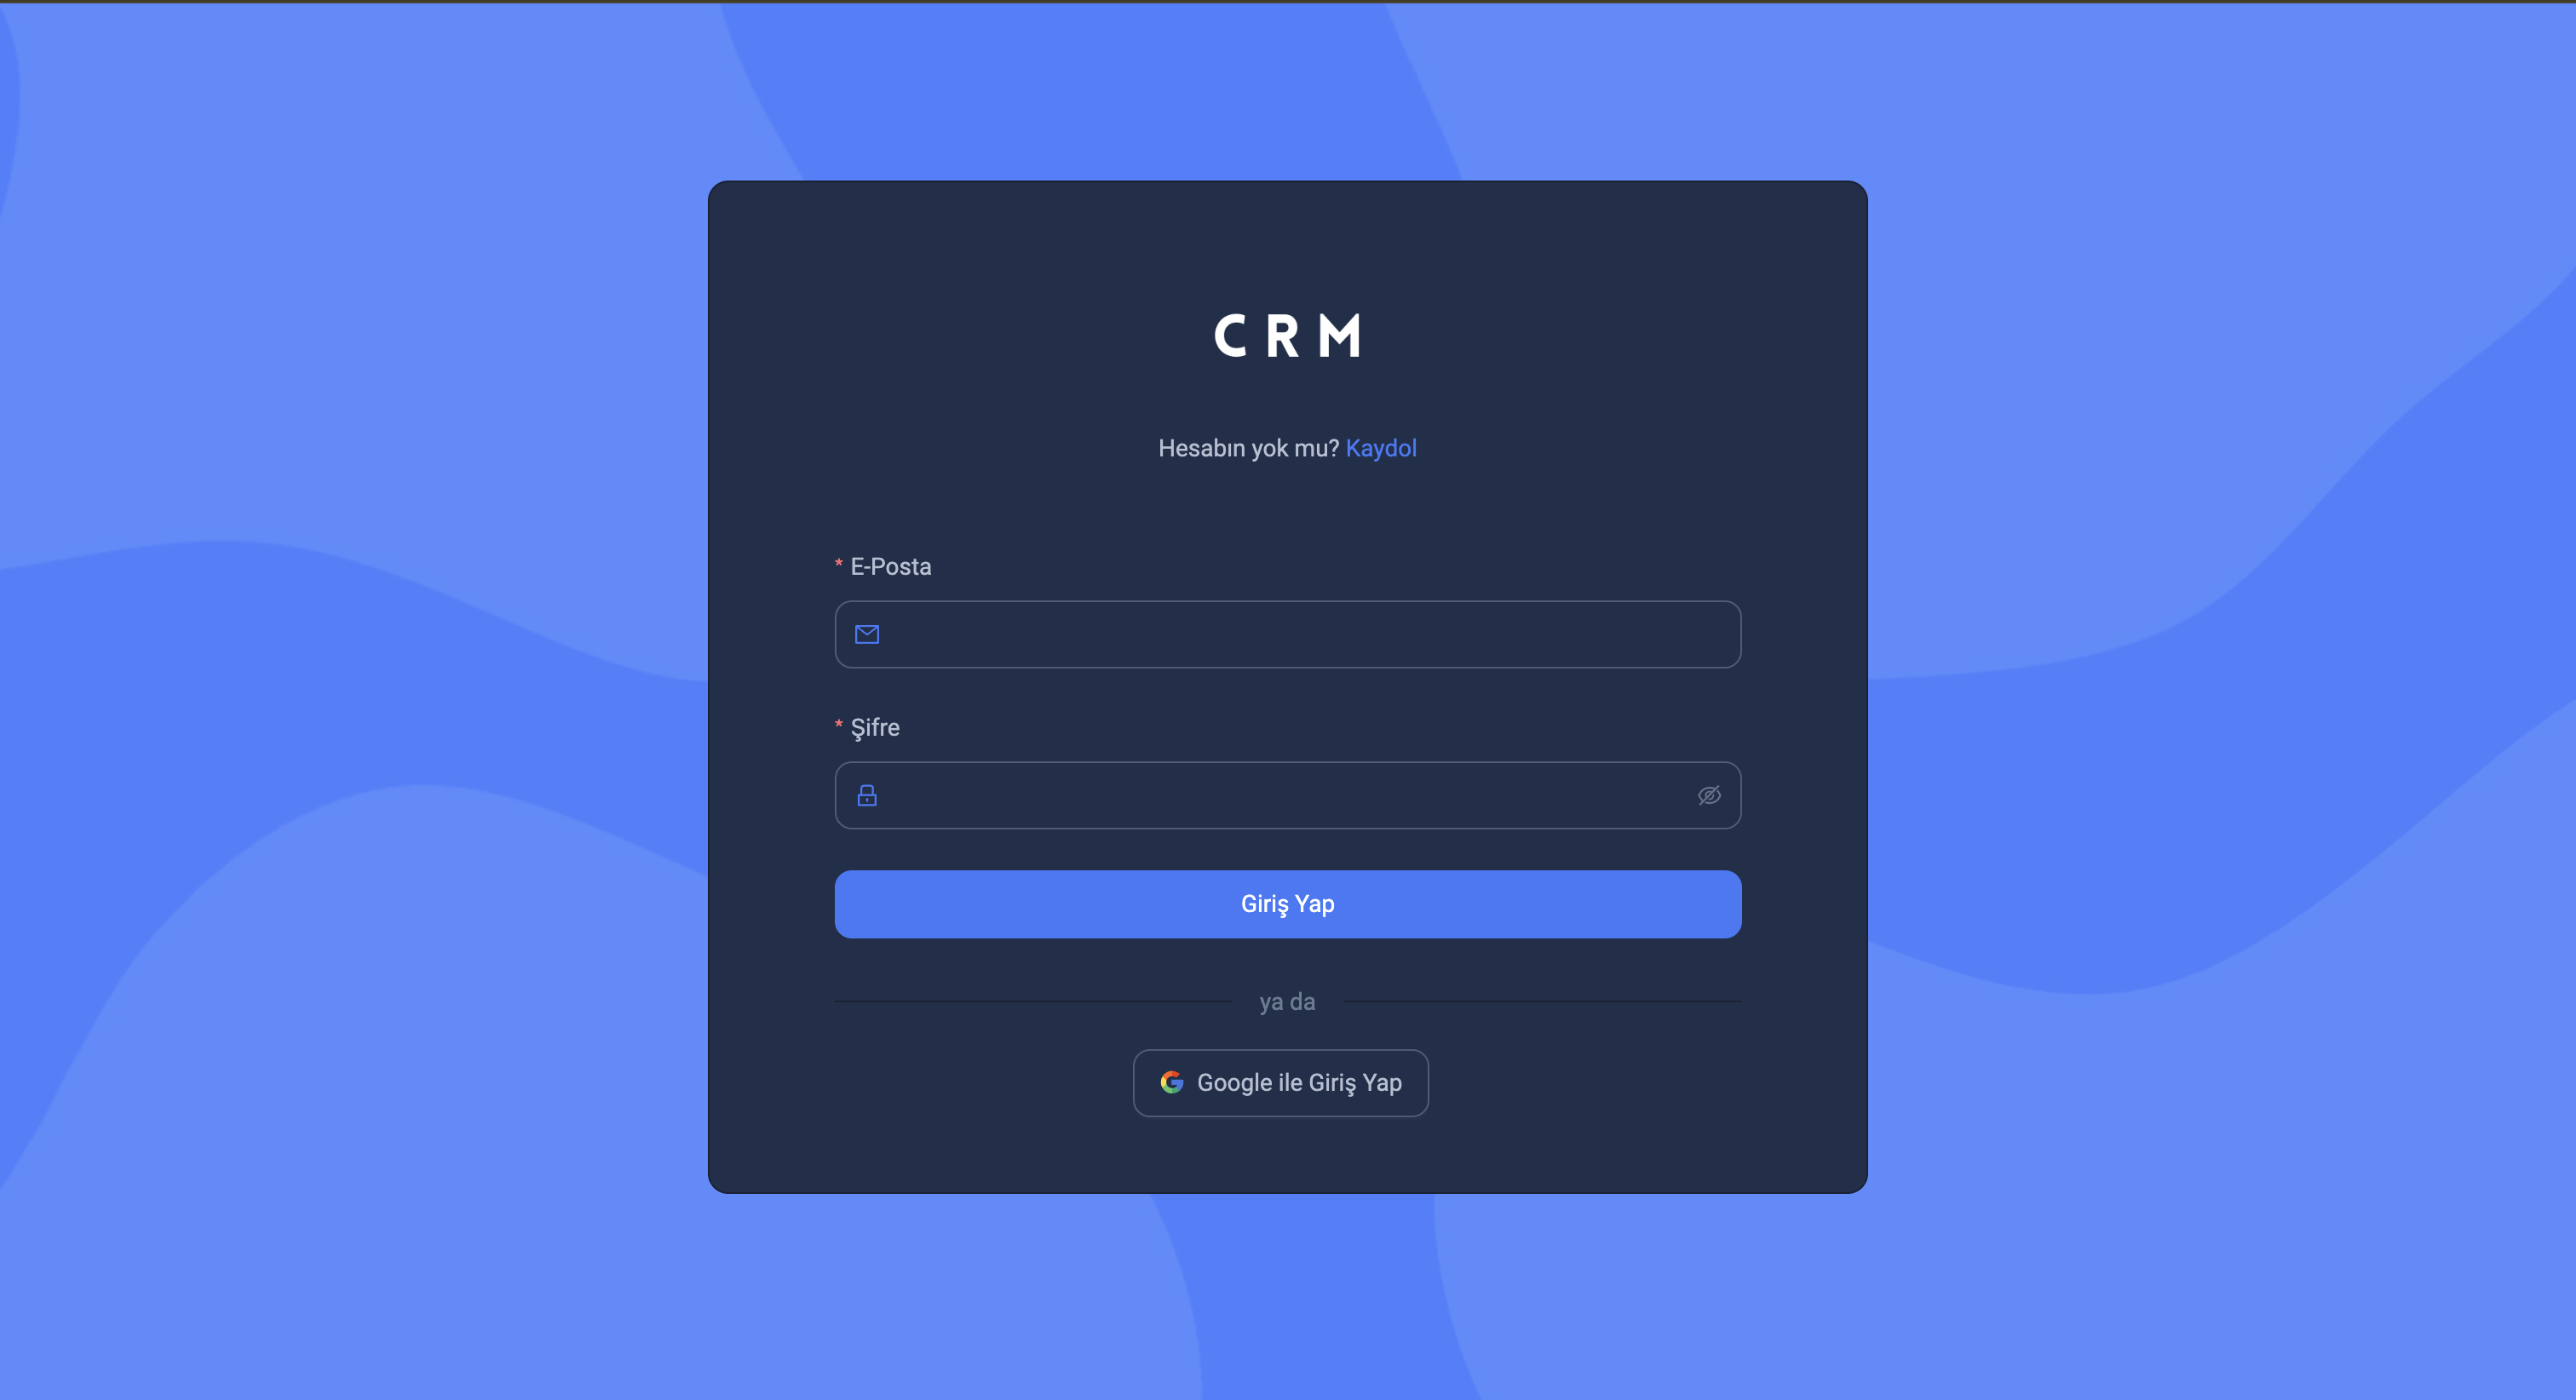 CRM
Hesabın yok mu? Kaydol
* E-Posta
* Şifre
Giriş Yap
ya da
Google ile Giriş Yap